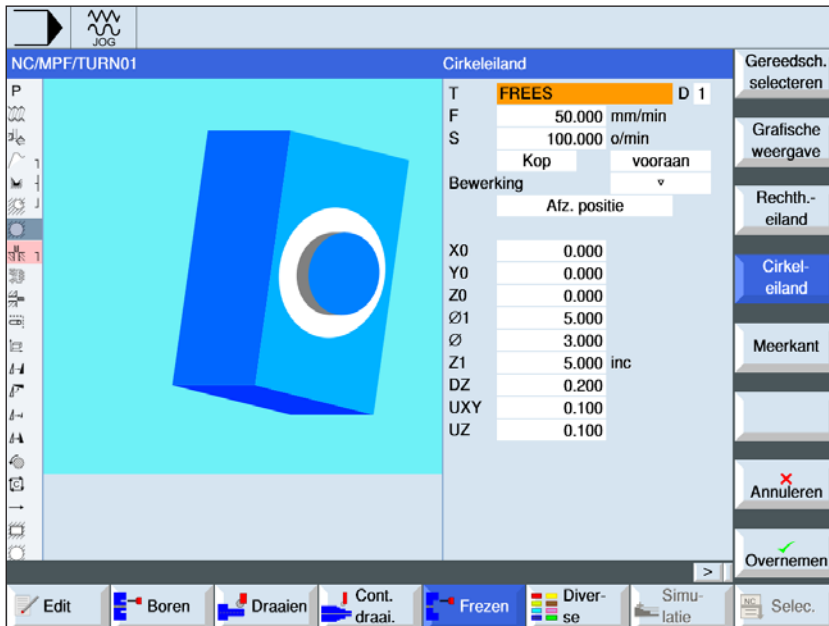 JOG
NC/MPF/TURN01
Cirkeleiland
P
T FREES D 1
F 50.000 mm/min
S 100.000 o/min
Kop vooraan
Bewerking ▿
Afz. positie
X0 0.000
Y0 0.000
Z0 0.000
∅1 5.000
∅ 3.000
Z1 5.000 inc
DZ 0.200
UXY 0.100
UZ 0.100
>
Gereedsch.
selecteren
Grafische
weergave
Rechth.-
eiland
Cirkel-
eiland
Meerkant
Annuleren
Overnemen
Edit
Boren
Draaien
Cont.
draai.
Frezen
Diver-
se
Simu-
latie
NC
Selec.